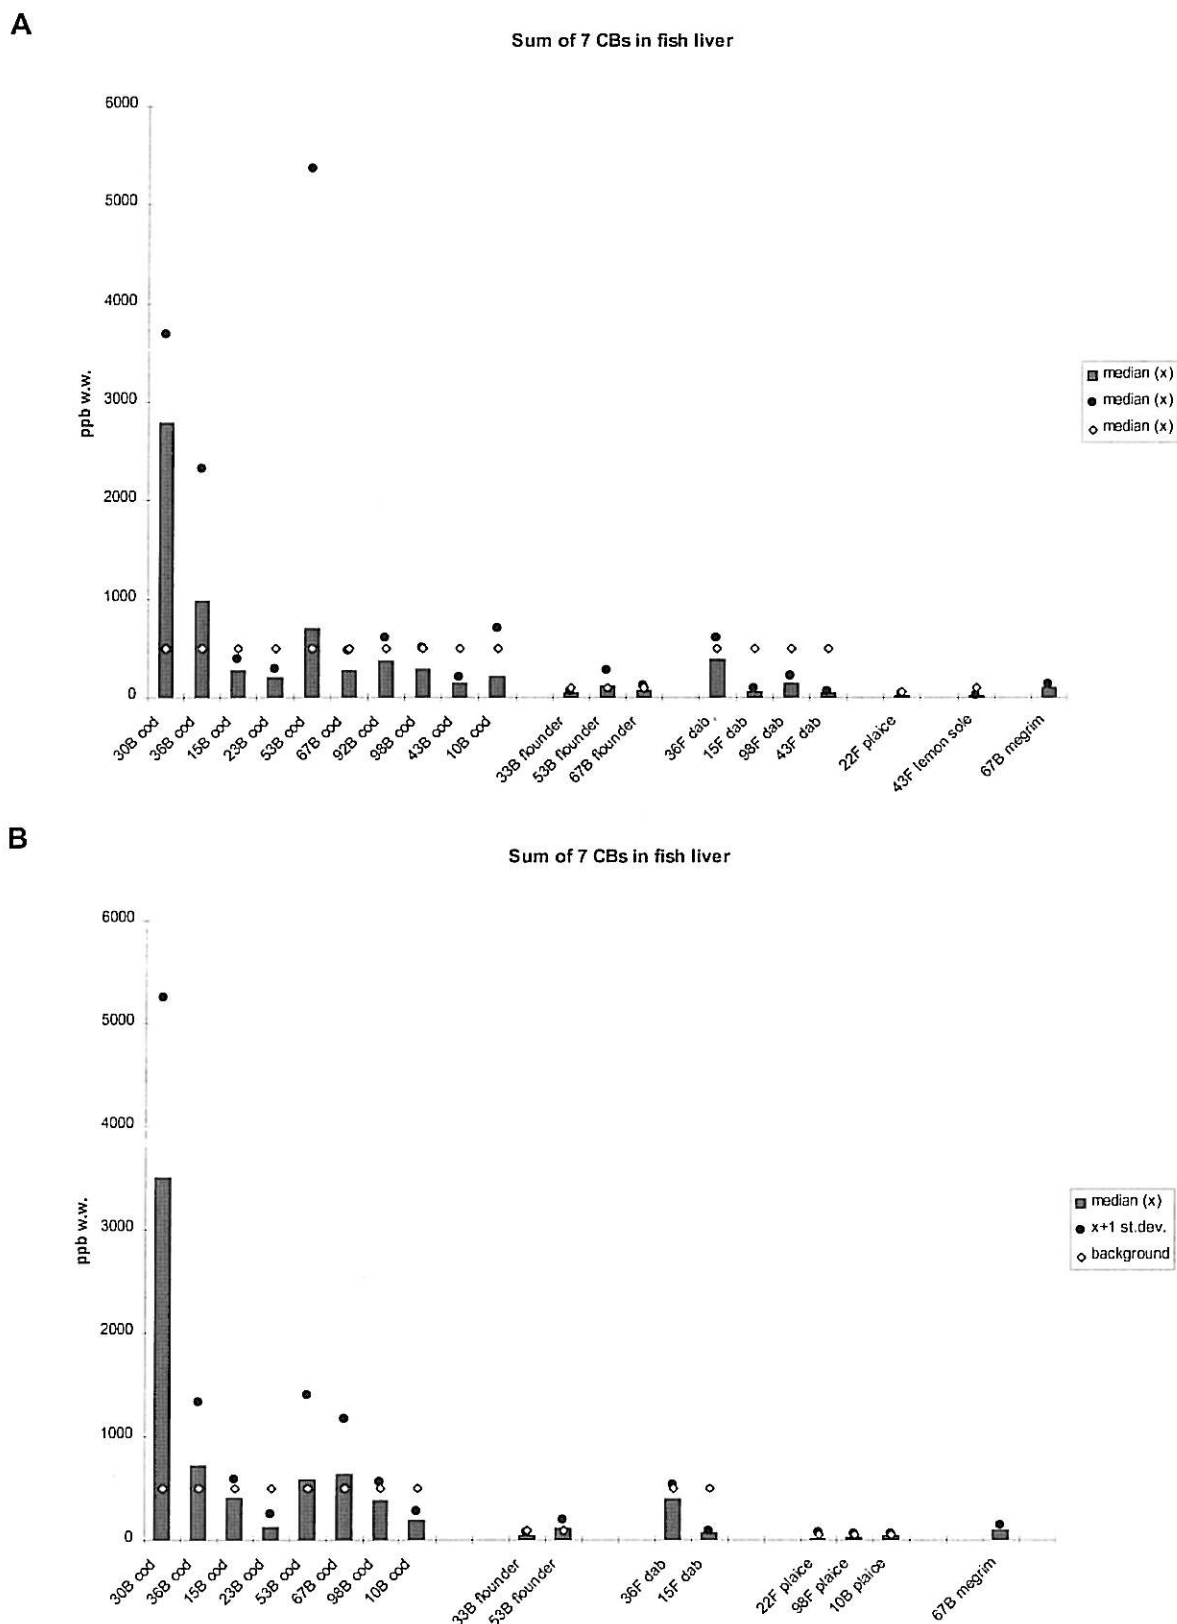 A
Sum of 7 CBs in fish liver
6000
5000
4000
3000
2000
1000
0
ppb w.w.
median (x)
median (x)
median (x)
30B cod
36B cod
15B cod
23B cod
53B cod
67B cod
92B cod
98B cod
43B cod
10B cod
33B flounder
53B flounder
67B flounder
36F dab,
15F dab
98F dab
43F dab
22F plaice
43F lemon sole
67B megrim
B
Sum of 7 CBs in fish liver
6000
5000
4000
3000
2000
1000
0
ppb w.w.
median (x)
x+1 st.dev.
background
30B cod
36B cod
15B cod
23B cod
53B cod
67B cod
98B cod
10B cod
33B flounder
53B flounder
36F dab
15F dab
22F plaice
98F plaice
10B plaice
67B megrim